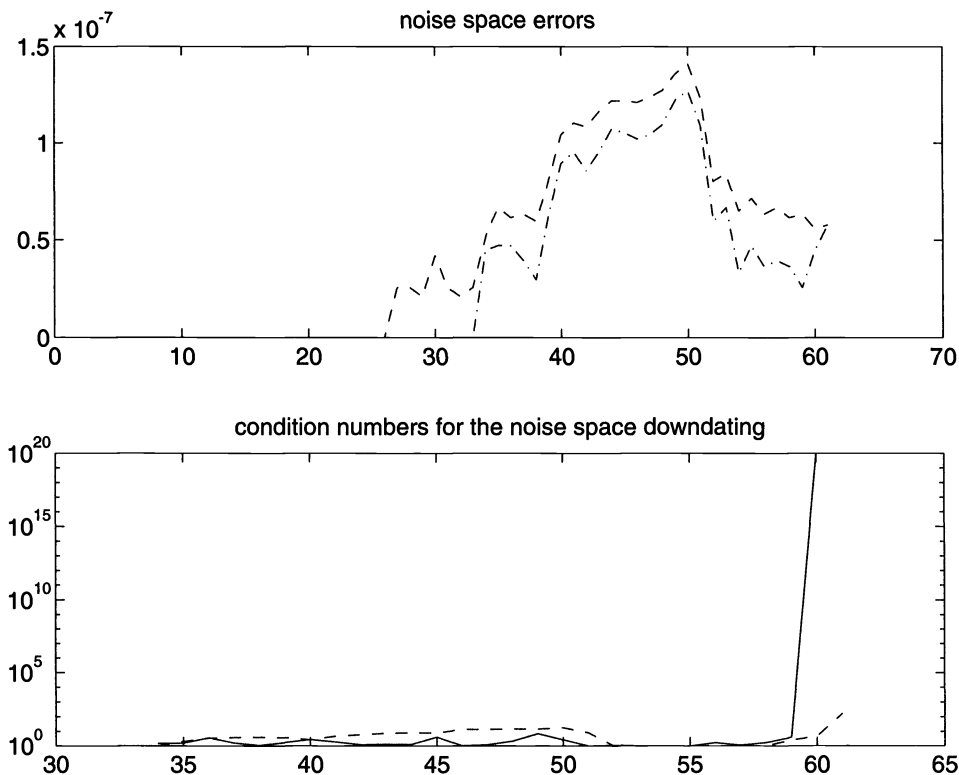 noise space errors
x 10^-7
1.5
1
0.5
0
0 10 20 30 40 50 60 70
condition numbers for the noise space downdating
10^20
10^15
10^10
10^5
10^0
30 35 40 45 50 55 60 65